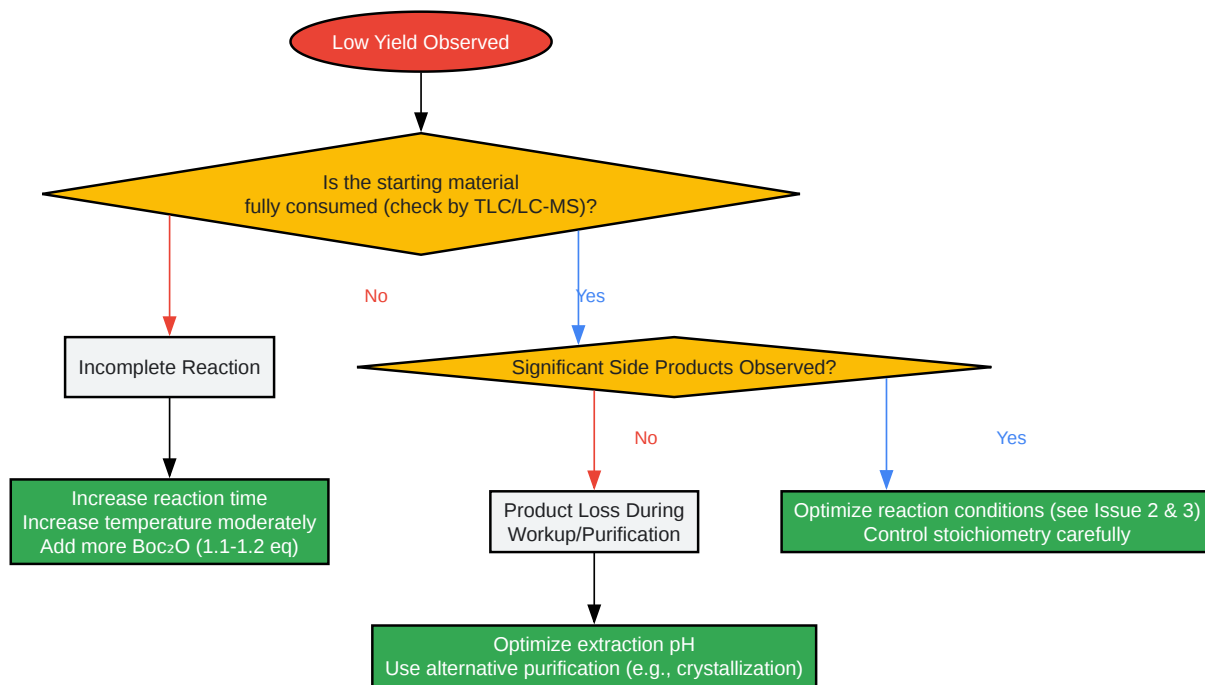 Low Yield Observed
Is the starting material
fully consumed (check by TLC/LC-MS)?
No
Yes
Incomplete Reaction
Significant Side Products Observed?
No
Yes
Increase reaction time
Increase temperature moderately
Add more Boc₂O (1.1-1.2 eq)
Product Loss During
Workup/Purification
Optimize reaction conditions (see Issue 2 & 3)
Control stoichiometry carefully
Optimize extraction pH
Use alternative purification (e.g., crystallization)